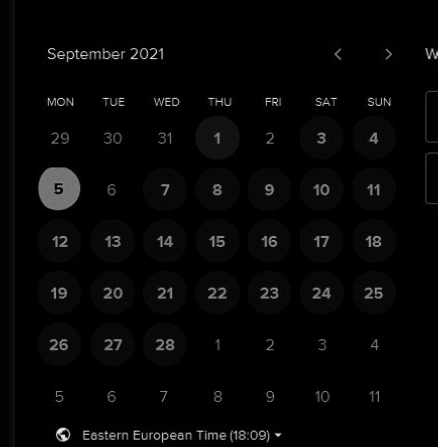 September 2021 < > W
MON TUE WED THU FRI SAT SUN
29 30 31 1 2 3 4
5 6 7 8 9 10 11
12 13 14 15 16 17 18
19 20 21 22 23 24 25
26 27 28 1 2 3 4
5 6 7 8 9 10 11
Eastern European Time (18:09)